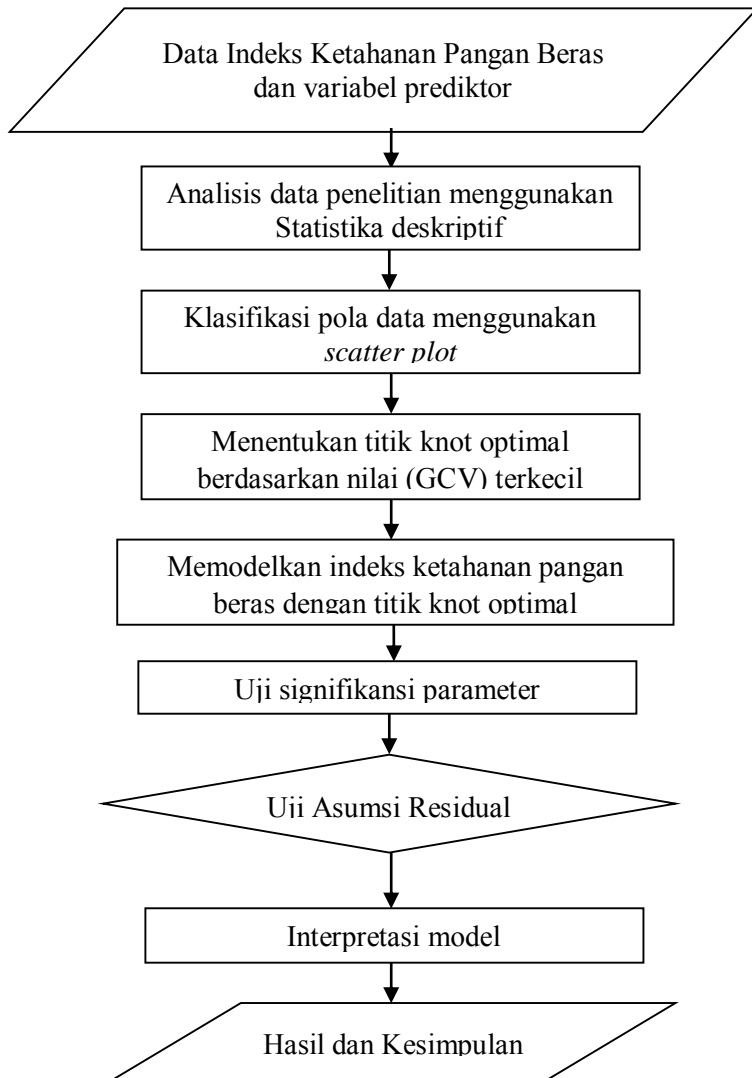 Data Indeks Ketahanan Pangan Beras
dan variabel prediktor
Analisis data penelitian menggunakan
Statistika deskriptif
Klasifikasi pola data menggunakan
scatter plot
Menentukan titik knot optimal
berdasarkan nilai (GCV) terkecil
Memodelkan indeks ketahanan pangan
beras dengan titik knot optimal
Uji signifikansi parameter
Uji Asumsi Residual
Interpretasi model
Hasil dan Kesimpulan